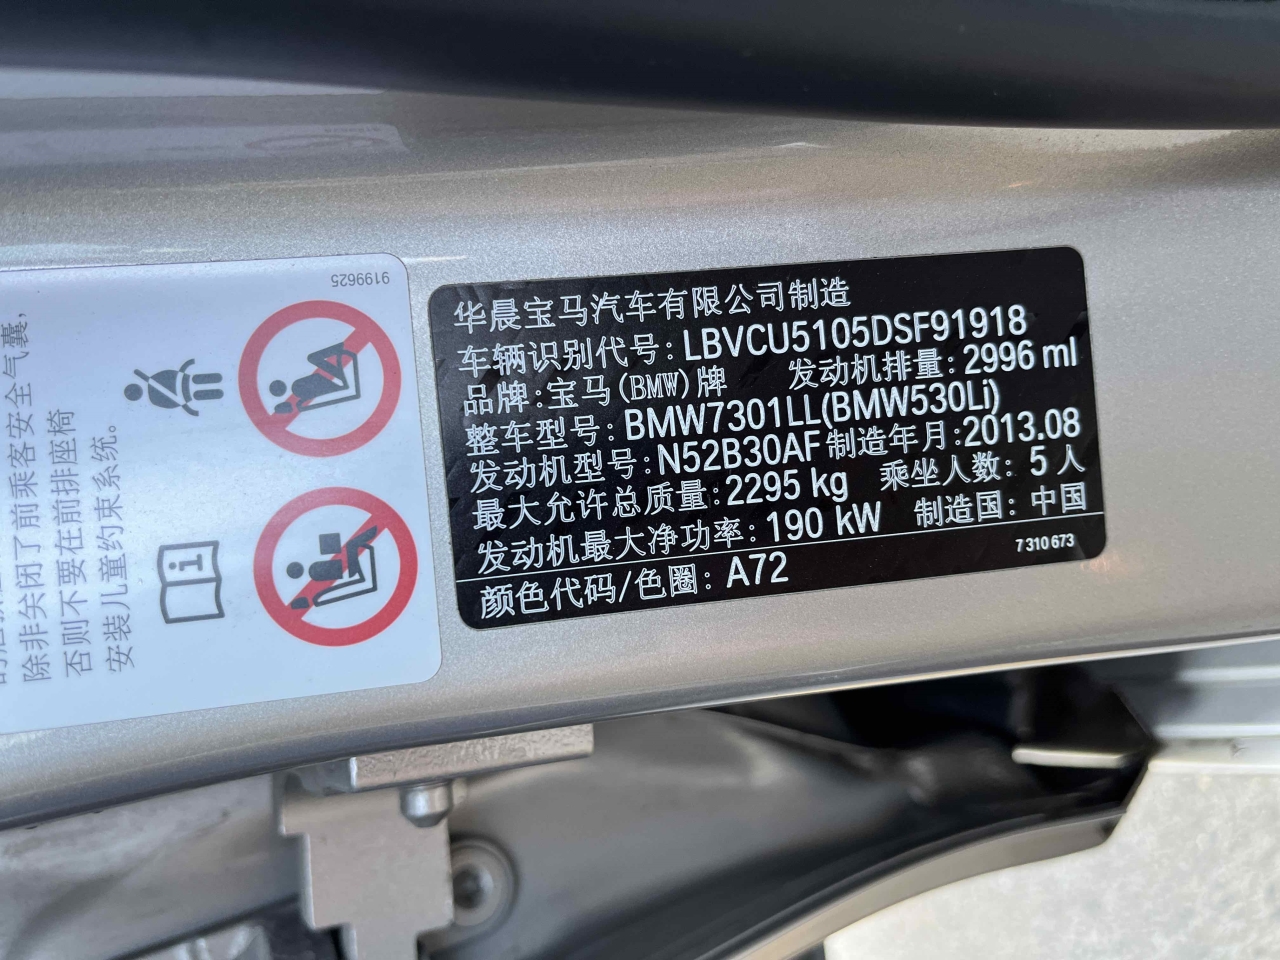 华晨宝马汽车有限公司制造
车辆识别代号: LBVCU5105DSF91918
品牌:宝马(BMW)牌 发动机排量: 2996 ml
整车型号: BMW7301LL(BMW530Li)
发动机型号: N52B30AF 制造年月:2013.08
最大允许总质量: 2295 kg 乘坐人数: 5 人
发动机最大净功率: 190 kW 制造国: 中国
颜色代码/色圈: A72
7 310 673
9199625
除非关闭了前乘客安全气囊,
否则不要在前排座椅
安装儿童约束系统。